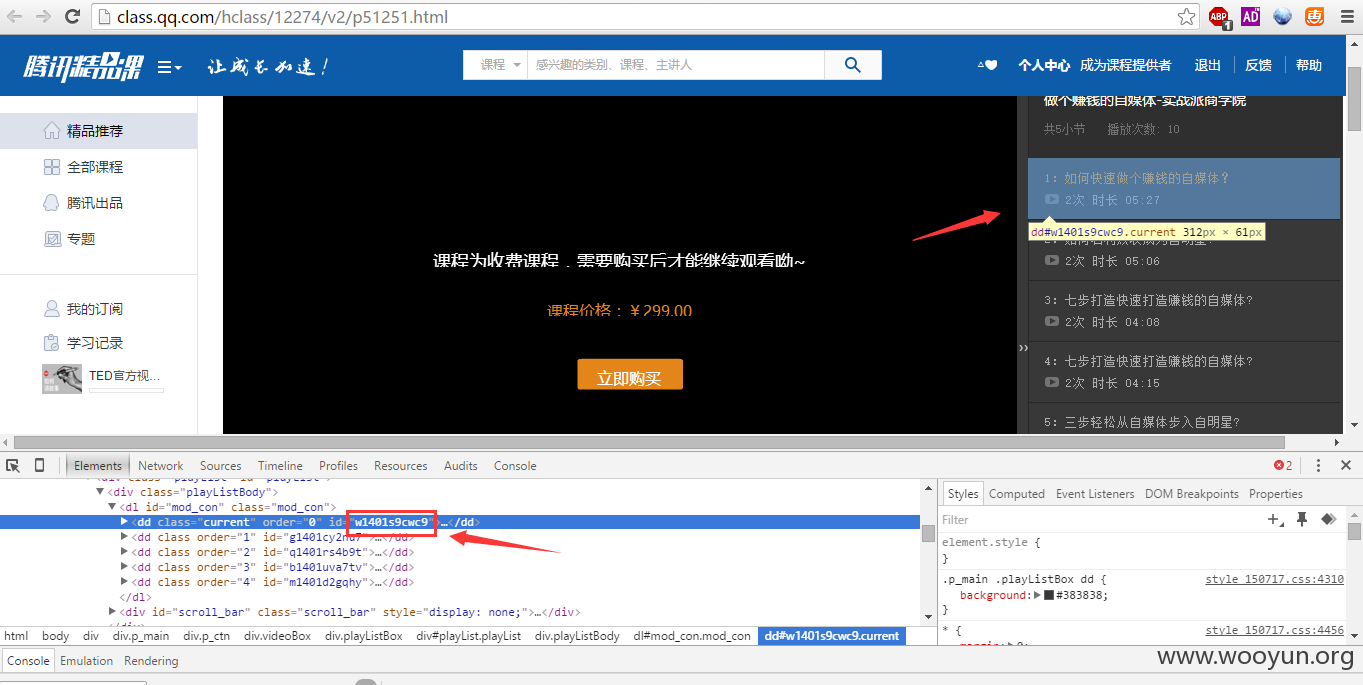 class.qq.com/hclass/12274/v2/p51251.html
ABP
1
AD
惠
腾讯精品课
让成长加速！
课程
感兴趣的类别、课程、主讲人
个人中心
成为课程提供者
退出
反馈
帮助
精品推荐
全部课程
腾讯出品
专题
我的订阅
学习记录
TED官方视...
课程为收费课程，需要购买后才能继续观看呦~
课程价格：￥299.00
立即购买
做个赚钱的自媒体-实战派商学院
共5小节 播放次数: 10
1: 如何快速做个赚钱的自媒体?
2次 时长 05:27
dd#w1401s9cwc9.current 312px × 61px
2次 时长 05:06
3: 七步打造快速打造赚钱的自媒体?
2次 时长 04:08
4: 七步打造快速打造赚钱的自媒体?
2次 时长 04:15
5: 三步轻松从自媒体步入自明星?
Elements Network Sources Timeline Profiles Resources Audits Console
2
<div class="playListBody">
<dl id="mod_con" class="mod_con">
<dd class="current" order="0" id="w1401s9cwc9">…</dd>
<dd class order="1" id="g1401cy2nu7">…</dd>
<dd class order="2" id="q1401rs4b9t">…</dd>
<dd class order="3" id="b1401uva7tv">…</dd>
<dd class order="4" id="m1401d2gqhy">…</dd>
</dl>
<div id="scroll_bar" class="scroll_bar" style="display: none;">…</div>
html body div div.p_main div.p_ctn div.videoBox div.playListBox div#playList.playList div.playListBody dl#mod_con.mod_con dd#w1401s9cwc9.current
Styles Computed Event Listeners DOM Breakpoints Properties
Filter
element.style {
}
.p_main .playListBox dd {
style_150717.css:4310
background: #383838;
}
* {
style_150717.css:4456
Console Emulation Rendering
www.wooyun.org